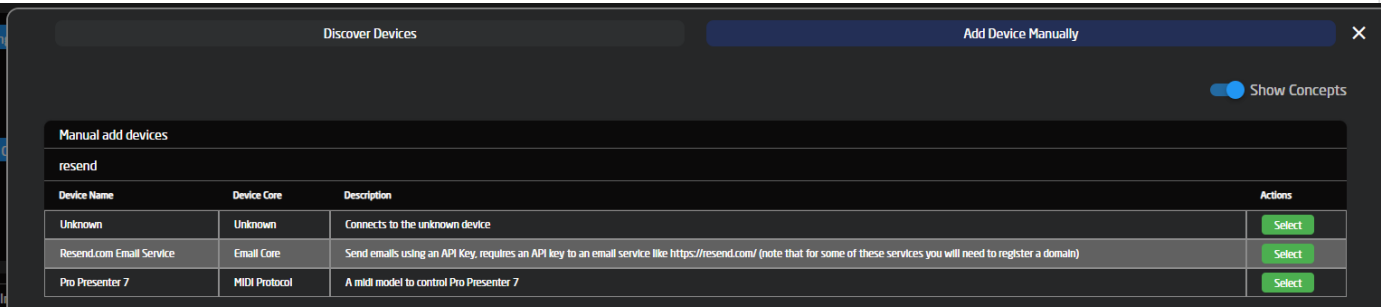 Discover Devices
Add Device Manually
Show Concepts
Manual add devices
resend
Device Name Device Core Description Actions
Unknown Unknown Connects to the unknown device Select
Resend.com Email Service Email Core Send emails using an API Key, requires an API key to an email service like https://resend.com/ (note that for some of these services you will need to register a domain) Select
Pro Presenter 7 MIDI Protocol A midi model to control Pro Presenter 7 Select